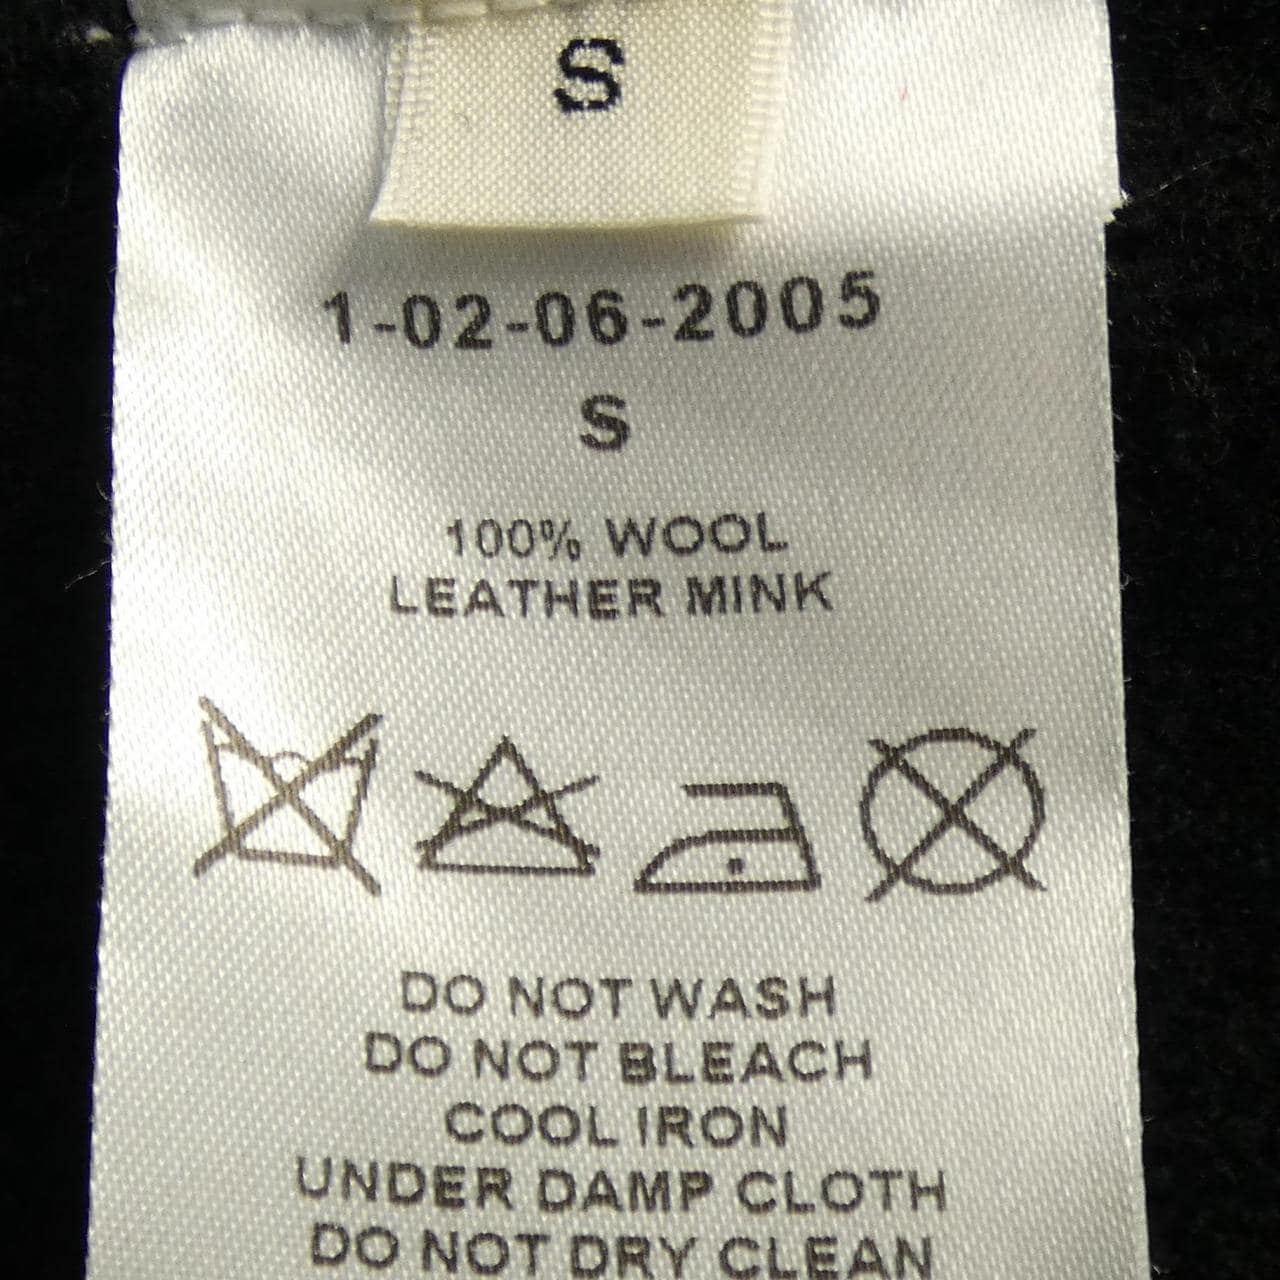 S
1-02-06-2005
S
100% WOOL
LEATHER MINK
DO NOT WASH
DO NOT BLEACH
COOL IRON
UNDER DAMP CLOTH
DO NOT DRY CLEAN